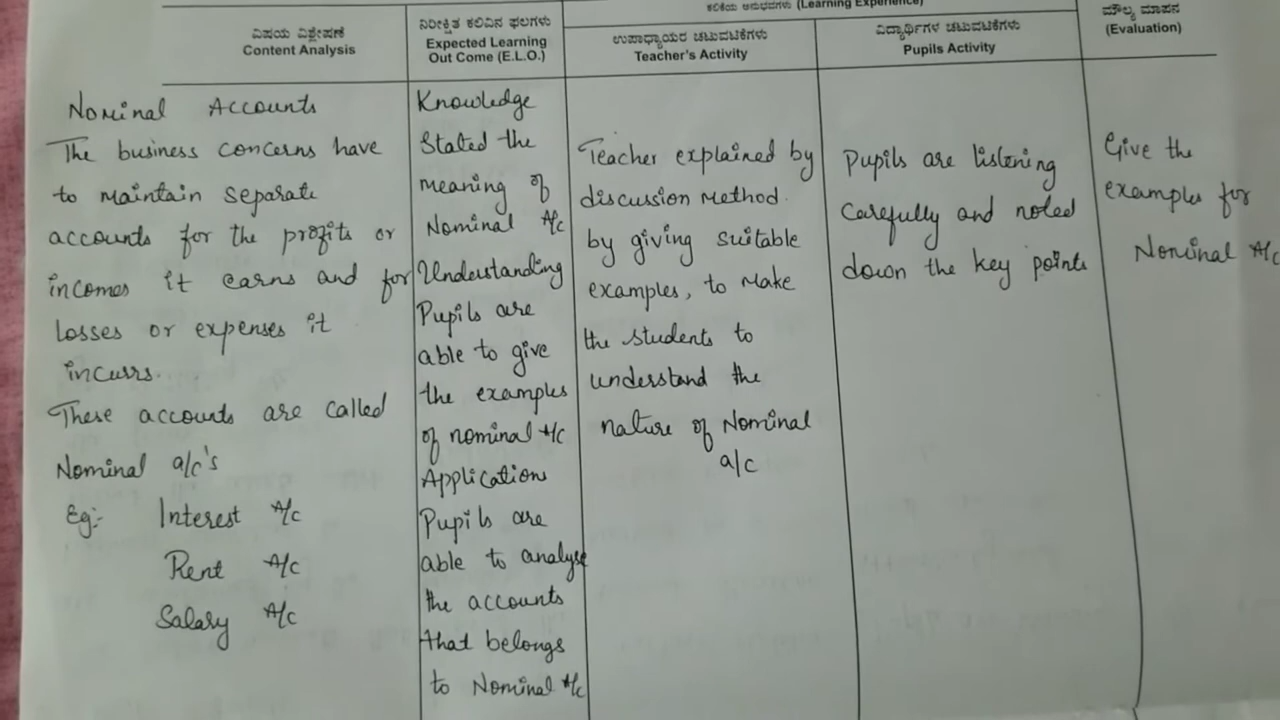 ಕಲಿಕೆಯ ಅನುಭವಗಳು (Learning Experience)
ವಿಷಯ ವಿಶ್ಲೇಷಣೆ
Content Analysis
ನಿರೀಕ್ಷಿತ ಕಲಿವಿನ ಫಲಗಳು
Expected Learning
Out Come (E.L.O.)
ಉಪಾಧ್ಯಾಯರ ಚಟುವಟಿಕೆಗಳು
Teacher's Activity
ವಿದ್ಯಾರ್ಥಿಗಳ ಚಟುವಟಿಕೆಗಳು
Pupils Activity
ಮೌಲ್ಯ ಮಾಪನ
(Evaluation)
Nominal Accounts
The business concerns have
to maintain separate
accounts for the profits or
incomes it earns and for
losses or expenses it
incurrs.
These accounts are called
Nominal a/c's
Eg:- Interest A/c
Rent A/c
Salary A/c
Knowledge
Stated the
meaning of
Nominal A/c
Understanding
Pupils are
able to give
the examples
of nominal A/c
Application
Pupils are
able to analyse
the accounts
that belongs
to Nominal A/c
Teacher explained by
discussion method.
by giving suitable
examples, to make
the students to
understand the
nature of Nominal
a/c
Pupils are listening
carefully and noted
down the key points
Give the
examples for
Nominal A/c